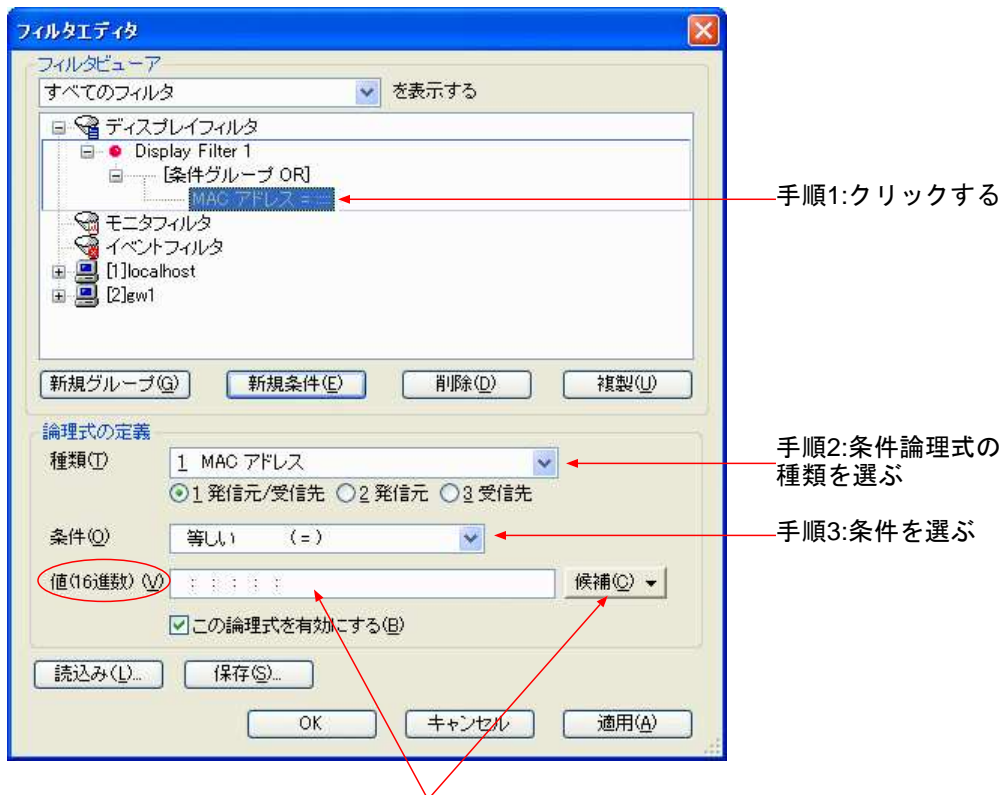 フィルタエディタ
フィルタビューア
すべてのフィルタ を表示する
ディスプレイフィルタ
Display Filter 1
[条件グループ OR]
MAC アドレス = :::::
手順1:クリックする
モニタフィルタ
イベントフィルタ
[1]localhost
[2]gw1
新規グループ(G) 新規条件(E) 削除(D) 複製(U)
論理式の定義
種類(T) 1 MAC アドレス
手順2:条件論理式の
種類を選ぶ
1 発信元/受信先 2 発信元 3 受信先
条件(O) 等しい (=)
手順3:条件を選ぶ
値(16進数) (V) : : : : : 候補(C)
この論理式を有効にする(B)
読込み(L)... 保存(S)...
OK キャンセル 適用(A)